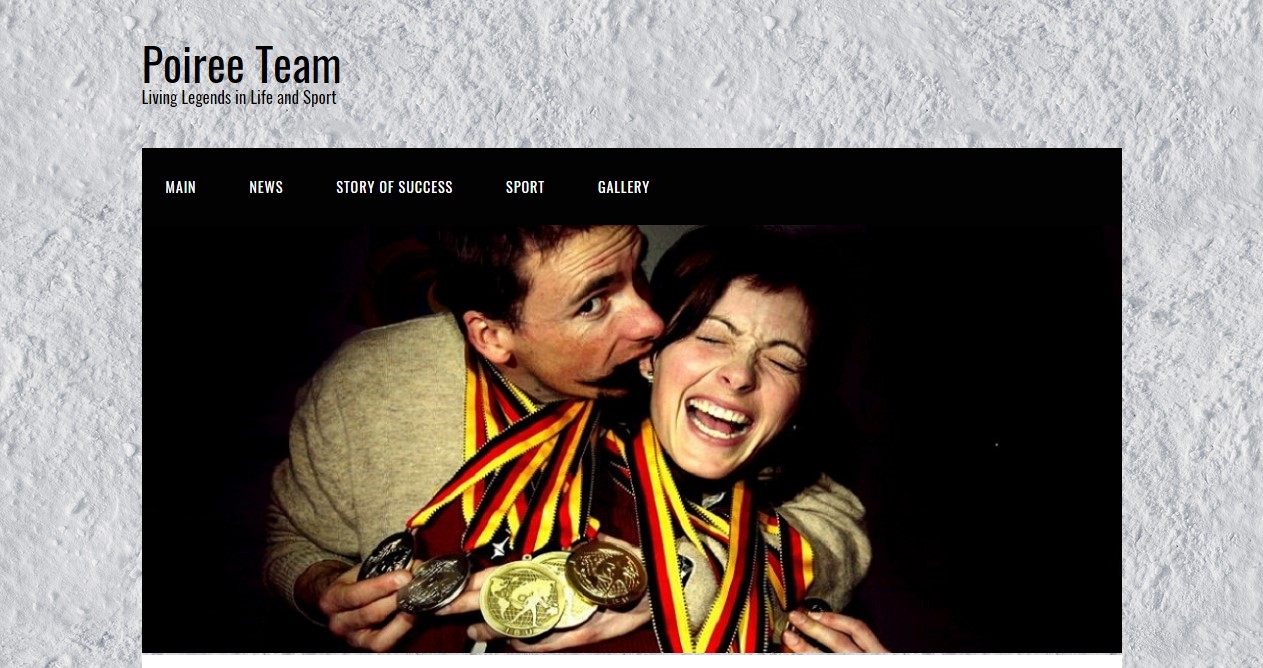 Poiree Team
Living Legends in Life and Sport
MAIN NEWS STORY OF SUCCESS SPORT GALLERY